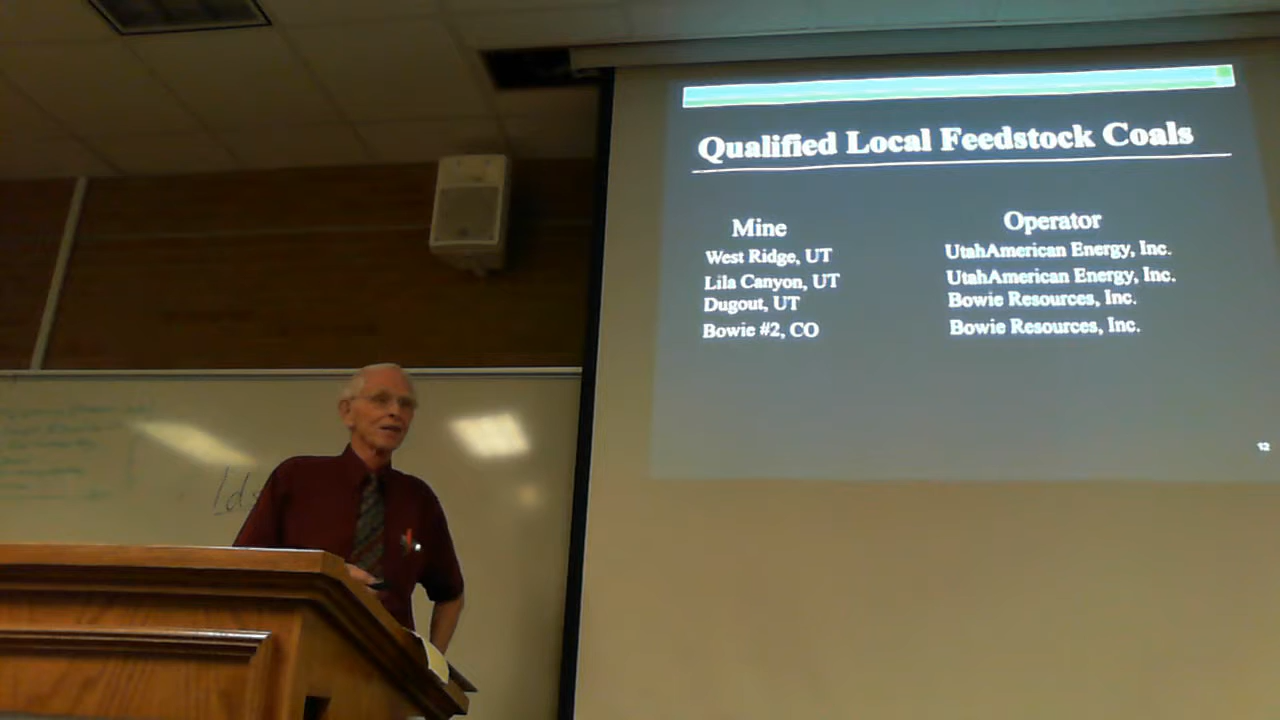 Qualified Local Feedstock Coals
Mine Operator
West Ridge, UT UtahAmerican Energy, Inc.
Lila Canyon, UT UtahAmerican Energy, Inc.
Dugout, UT Bowie Resources, Inc.
Bowie #2, CO Bowie Resources, Inc.
12